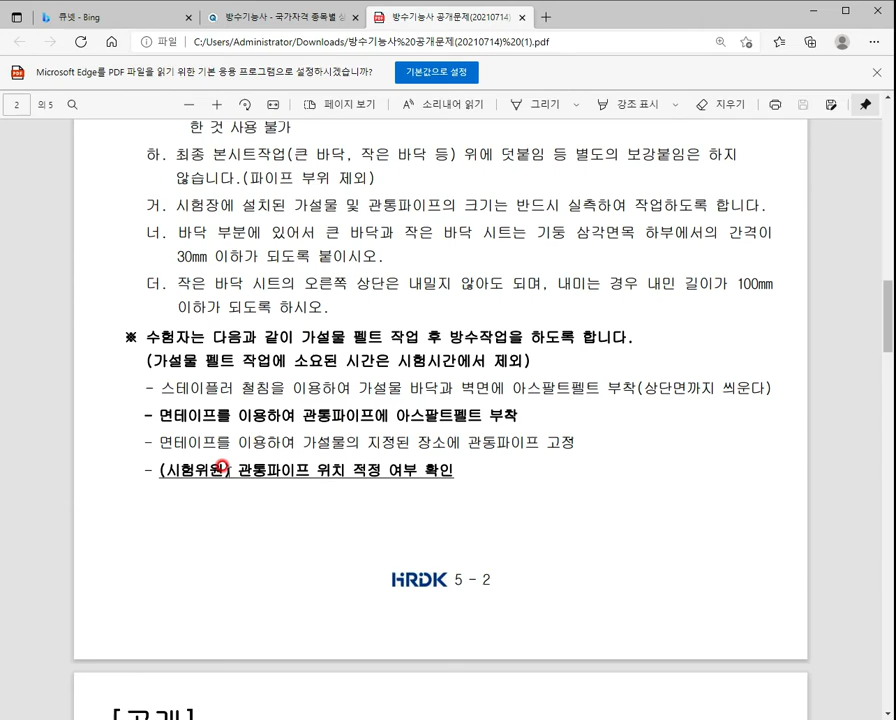 큐넷 - Bing
방수기능사 - 국가자격 종목별 상
방수기능사 공개문제(20210714)
파일
C:/Users/Administrator/Downloads/방수기능사%20공개문제(20210714)%20(1).pdf
Microsoft Edge를 PDF 파일을 읽기 위한 기본 응용 프로그램으로 설정하시겠습니까?
기본값으로 설정
2 의 5
페이지 보기
소리내어 읽기
그리기
강조 표시
지우기
한 것 사용 불가
하. 최종 본시트작업(큰 바닥, 작은 바닥 등) 위에 덧붙임 등 별도의 보강붙임은 하지
않습니다.(파이프 부위 제외)
거. 시험장에 설치된 가설물 및 관통파이프의 크기는 반드시 실측하여 작업하도록 합니다.
너. 바닥 부분에 있어서 큰 바닥과 작은 바닥 시트는 기둥 삼각면목 하부에서의 간격이
30mm 이하가 되도록 붙이시오.
더. 작은 바닥 시트의 오른쪽 상단은 내밀지 않아도 되며, 내미는 경우 내민 길이가 100mm
이하가 되도록 하시오.
※ 수험자는 다음과 같이 가설물 펠트 작업 후 방수작업을 하도록 합니다.
(가설물 펠트 작업에 소요된 시간은 시험시간에서 제외)
- 스테이플러 철침을 이용하여 가설물 바닥과 벽면에 아스팔트펠트 부착(상단면까지 씌운다)
- 면테이프를 이용하여 관통파이프에 아스팔트펠트 부착
- 면테이프를 이용하여 가설물의 지정된 장소에 관통파이프 고정
- (시험위원) 관통파이프 위치 적정 여부 확인
HRDK 5 - 2
[공개]